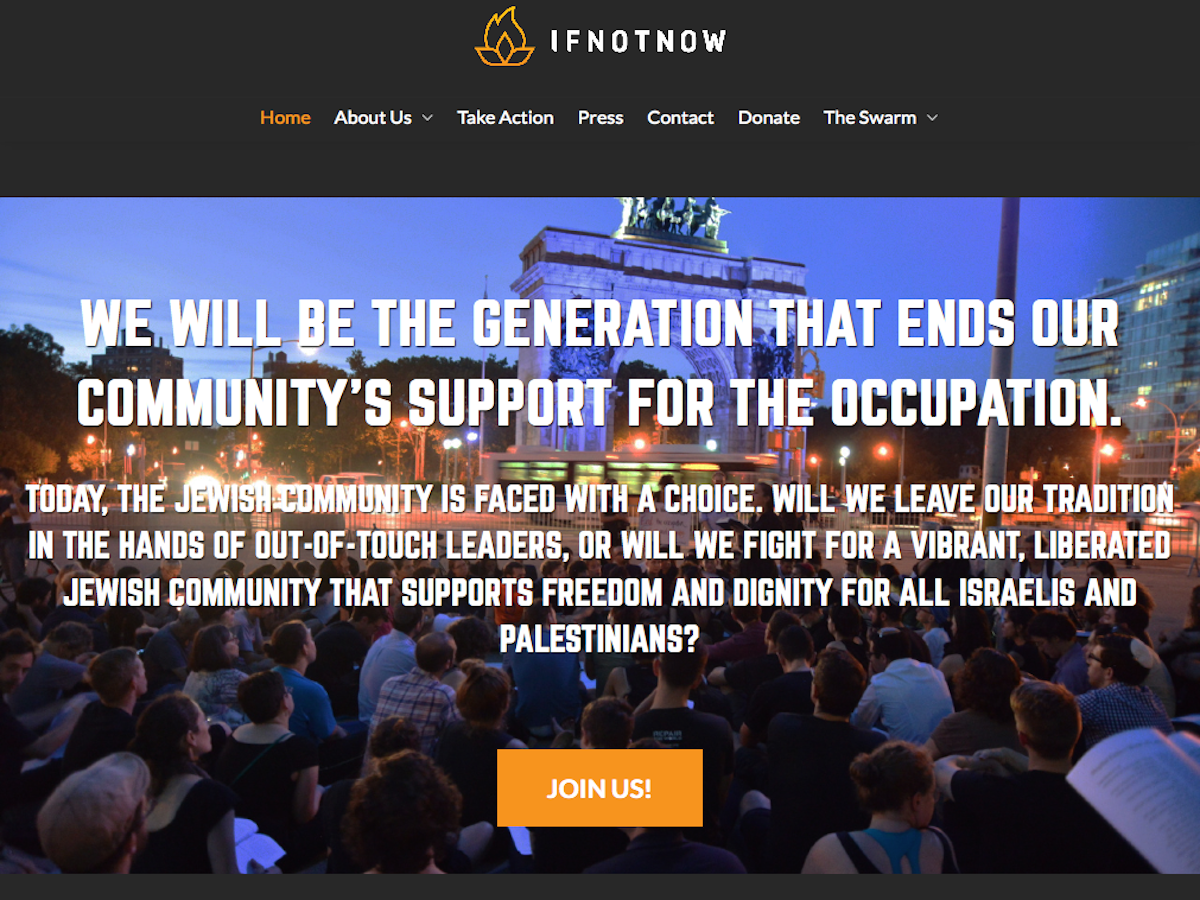 IFNOTNOW
Home About Us Take Action Press Contact Donate The Swarm
WE WILL BE THE GENERATION THAT ENDS OUR
COMMUNITY'S SUPPORT FOR THE OCCUPATION.
TODAY, THE JEWISH COMMUNITY IS FACED WITH A CHOICE. WILL WE LEAVE OUR TRADITION
IN THE HANDS OF OUT-OF-TOUCH LEADERS, OR WILL WE FIGHT FOR A VIBRANT, LIBERATED
JEWISH COMMUNITY THAT SUPPORTS FREEDOM AND DIGNITY FOR ALL ISRAELIS AND
PALESTINIANS?
REPAIR
JOIN US!